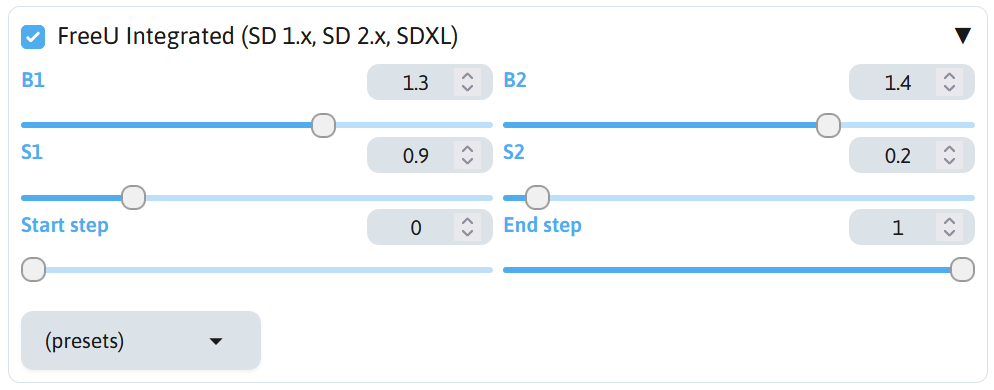 FreeU Integrated (SD 1.x, SD 2.x, SDXL)
B1 1.3 B2 1.4
S1 0.9 S2 0.2
Start step 0 End step 1
(presets)